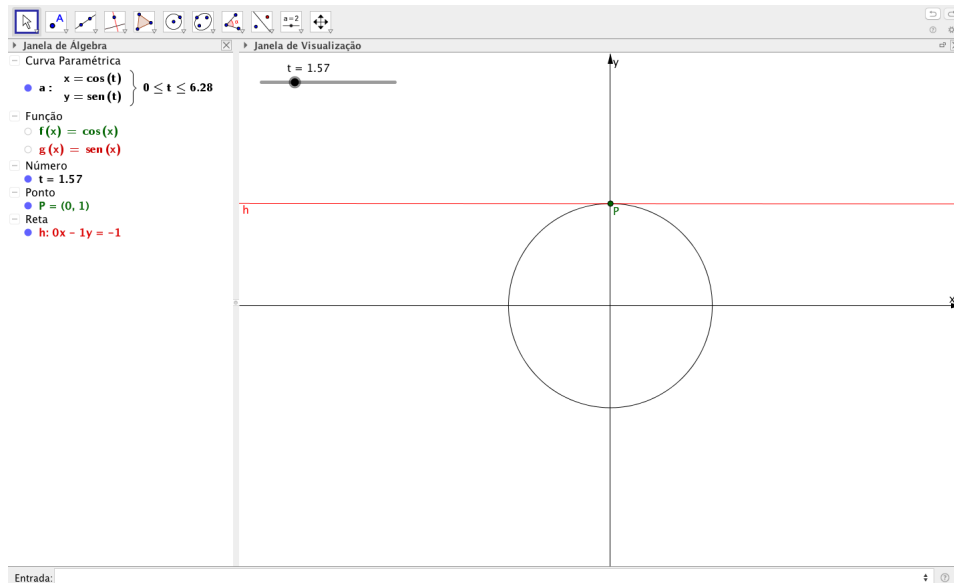 A
α
a=2
Janela de Álgebra
Janela de Visualização
Curva Paramétrica
a : x = cos (t)
y = sen (t) } 0 ≤ t ≤ 6.28
Função
f (x) = cos (x)
g (x) = sen (x)
Número
t = 1.57
Ponto
P = (0, 1)
Reta
h: 0x – 1y = –1
t = 1.57
y
h
P
x
Entrada: